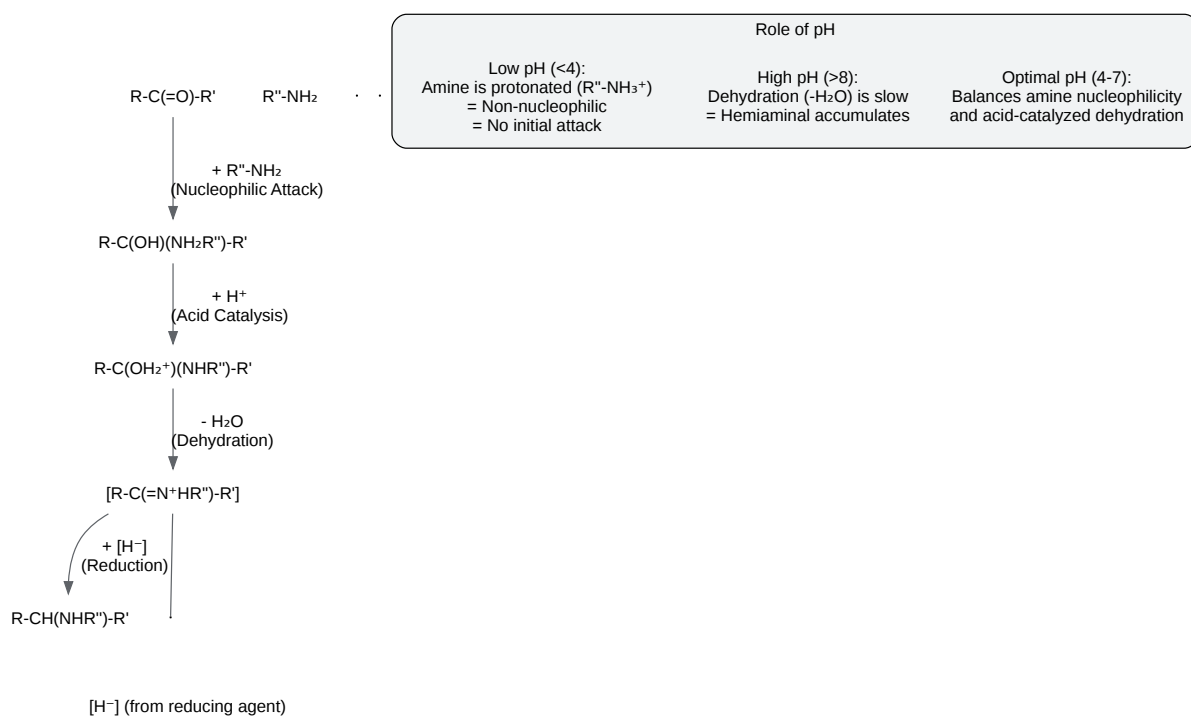 Role of pH
Low pH (<4):
Amine is protonated (R"-NH₃⁺)
= Non-nucleophilic
= No initial attack
High pH (>8):
Dehydration (-H₂O) is slow
= Hemiaminal accumulates
Optimal pH (4-7):
Balances amine nucleophilicity
and acid-catalyzed dehydration
R-C(=O)-R'
R"-NH₂
+ R"-NH₂
(Nucleophilic Attack)
R-C(OH)(NH₂R")-R'
+ H⁺
(Acid Catalysis)
R-C(OH₂⁺)(NHR")-R'
- H₂O
(Dehydration)
[R-C(=N⁺HR")-R']
+ [H⁻]
(Reduction)
R-CH(NHR")-R'
[H⁻] (from reducing agent)